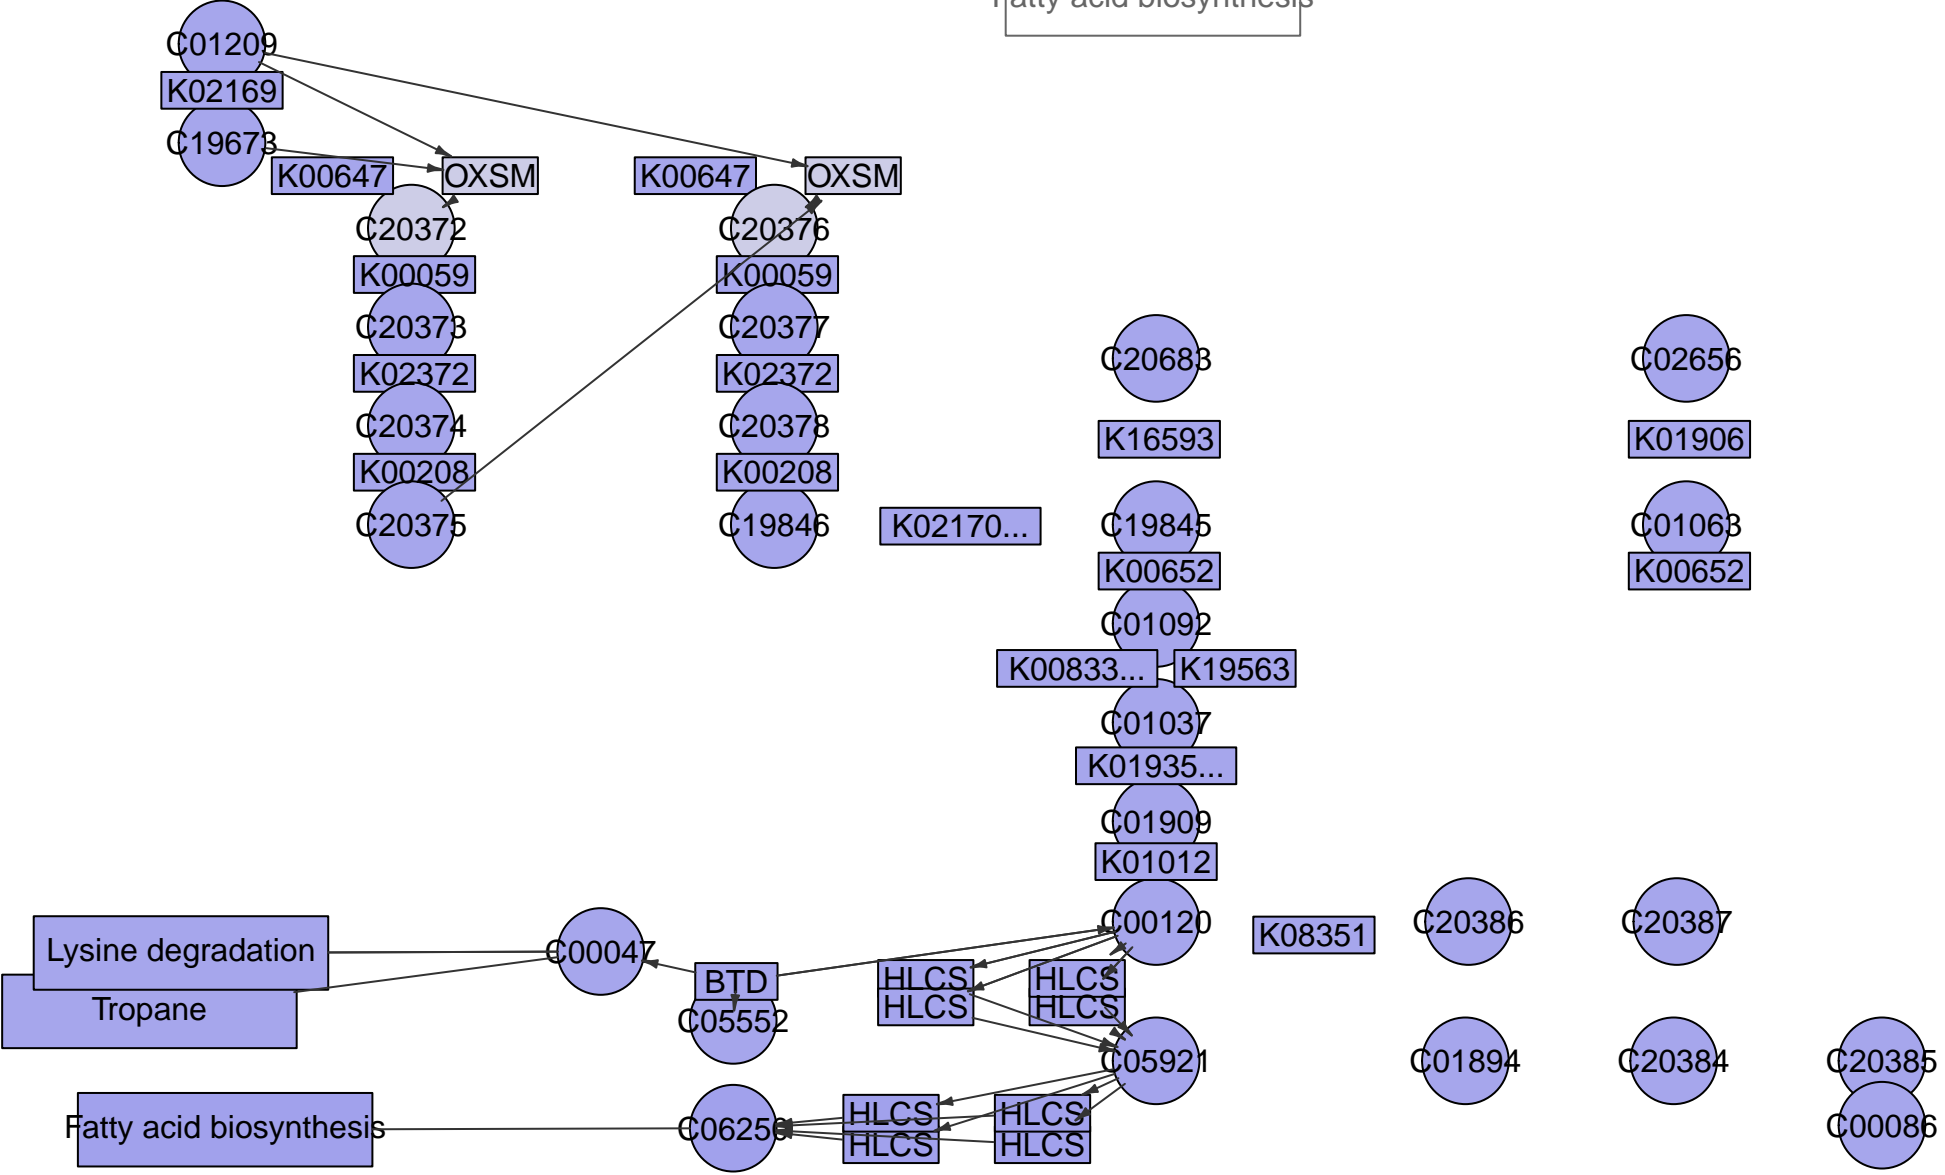 Fatty acid biosynthesis
C01209
K02169
C19673
K00647
OXSM
K00647
OXSM
C20372
C20376
K00059
K00059
C20373
C20377
C20683
C02656
K02372
K02372
C20374
C20378
K16593
K01906
K00208
K00208
C20375
C19846
K02170...
C19845
C01063
K00652
K00652
C01092
K00833...
K19563
C01037
K01935...
C01909
K01012
C00120
K08351
C20386
C20387
Lysine degradation
C00047
BTD
HLCS
HLCS
Tropane
C05552
HLCS
HLCS
C05921
C01894
C20384
C20385
Fatty acid biosynthesis
C06250
HLCS
HLCS
C00086
HLCS
HLCS